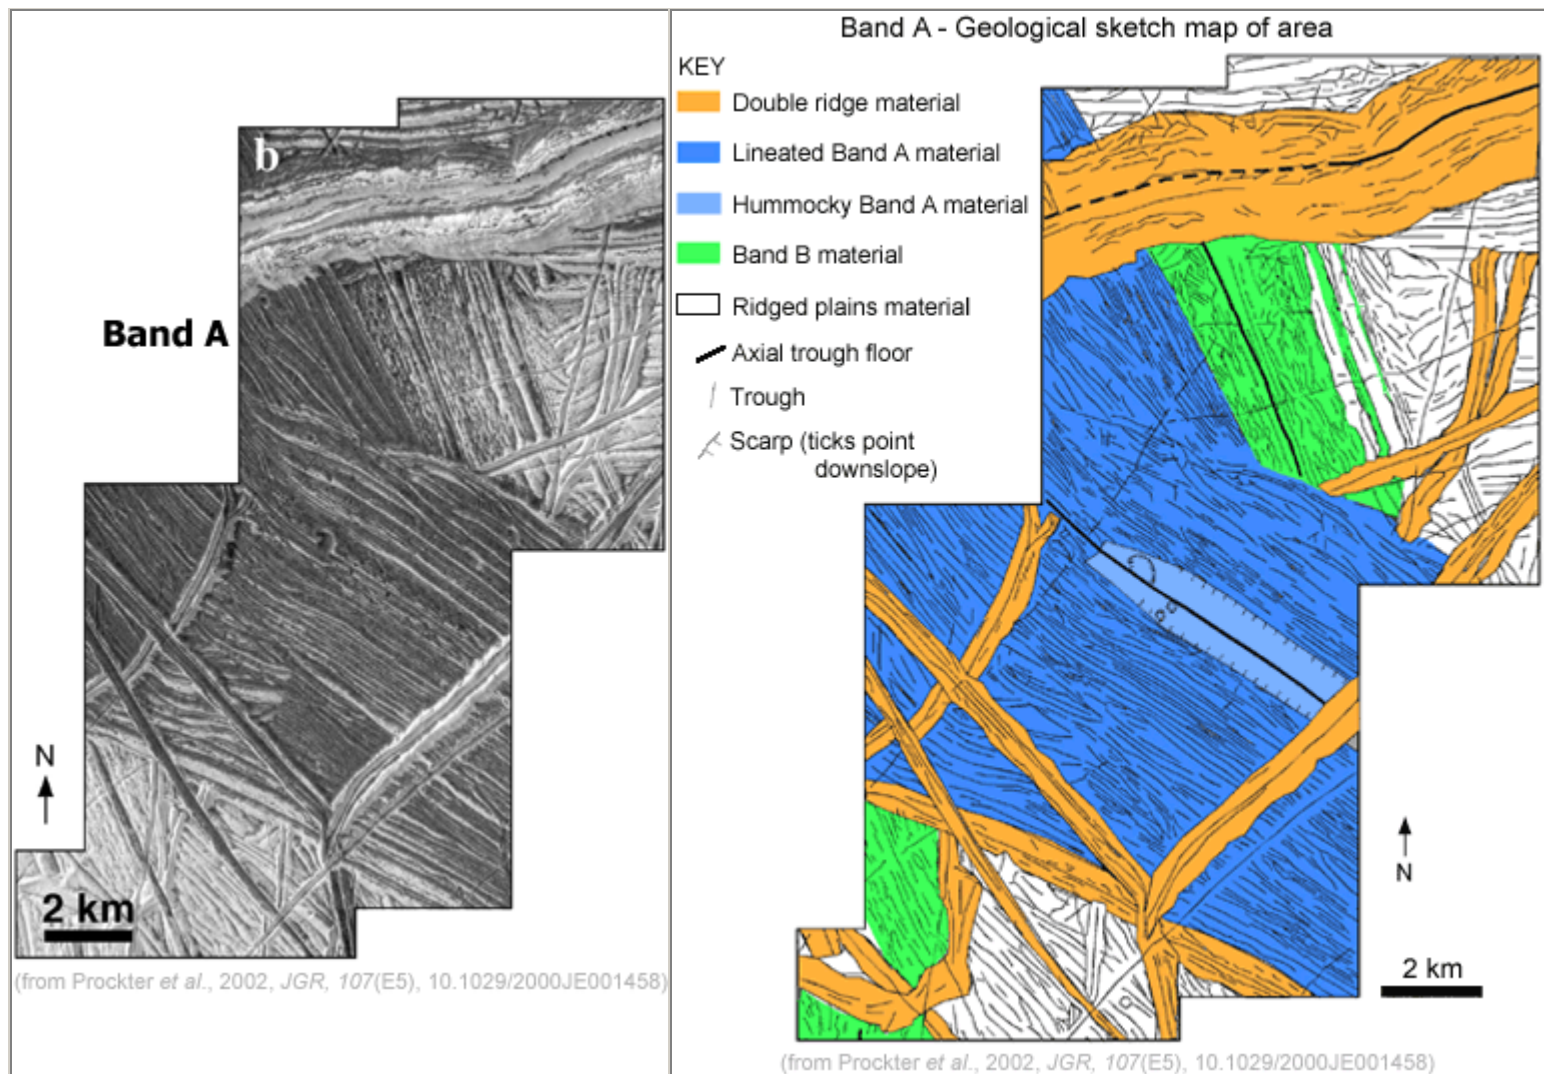 b
Band A
N
2 km
(from Prockter et al., 2002, JGR, 107(E5), 10.1029/2000JE001458)
Band A - Geological sketch map of area
KEY
Double ridge material
Lineated Band A material
Hummocky Band A material
Band B material
Ridged plains material
Axial trough floor
Trough
Scarp (ticks point
downslope)
N
2 km
(from Prockter et al., 2002, JGR, 107(E5), 10.1029/2000JE001458)